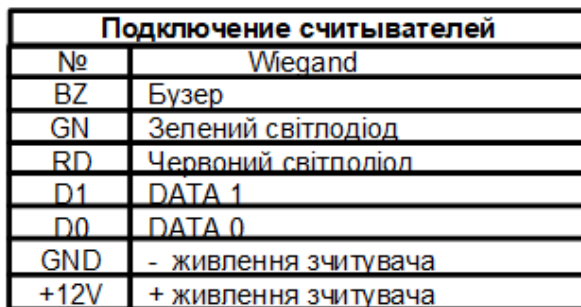 Подключение считывателей
№ Wiegand
BZ Бузер
GN Зелений світлодіод
RD Червоний світлодіод
D1 DATA 1
D0 DATA 0
GND - живлення зчитувача
+12V + живлення зчитувача